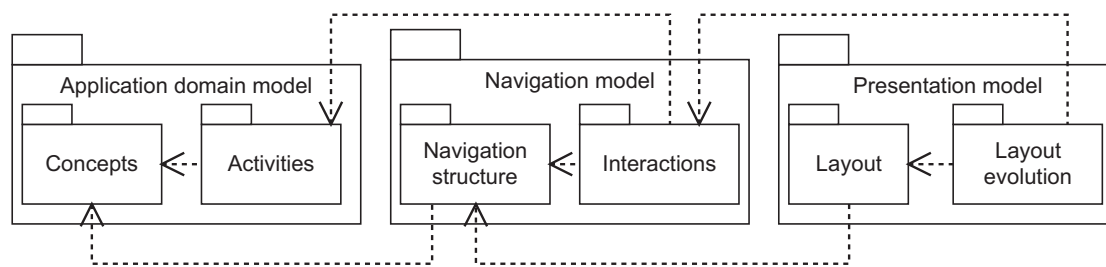 Application domain model
Navigation model
Presentation model
Concepts
Activities
Navigation
structure
Interactions
Layout
Layout
evolution